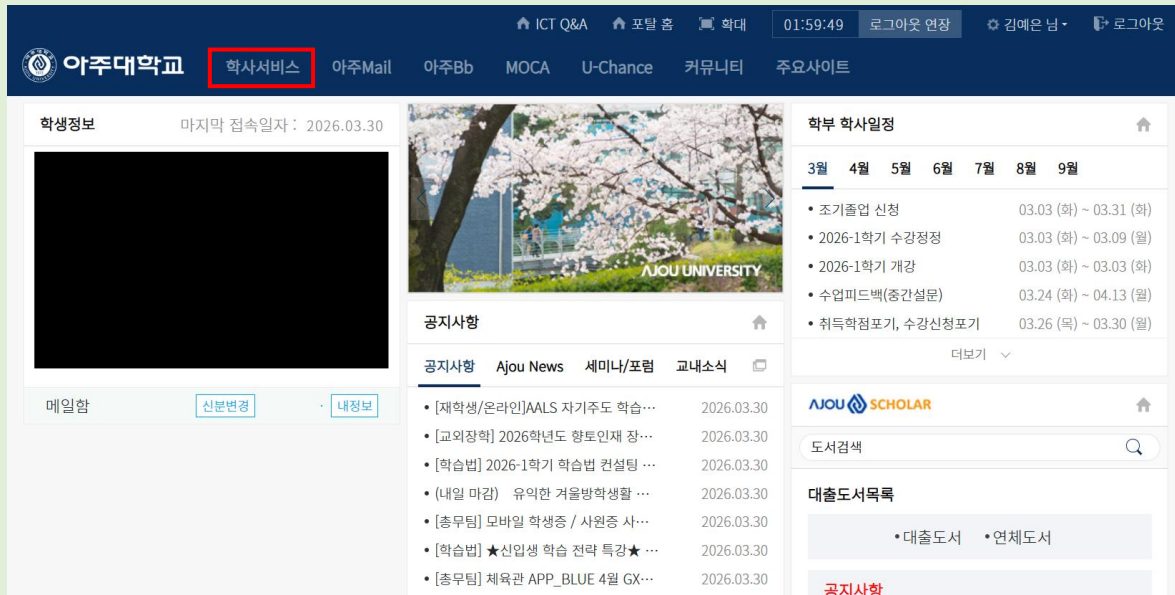 ICT Q&A 포탈 홈 확대 01:59:49 로그아웃 연장 김예은 님 로그아웃
아주대학교 학사서비스 아주Mail 아주Bb MOCA U-Chance 커뮤니티 주요사이트
학생정보 마지막 접속일자 : 2026.03.30
메일함 신분변경 · 내정보
AJOU UNIVERSITY
공지사항
공지사항 Ajou News 세미나/포럼 교내소식
• [재학생/온라인]AALS 자기주도 학습… 2026.03.30
• [교외장학] 2026학년도 향토인재 장… 2026.03.30
• [학습법] 2026-1학기 학습법 컨설팅 … 2026.03.30
• (내일 마감) 유익한 겨울방학생활 … 2026.03.30
• [총무팀] 모바일 학생증 / 사원증 사… 2026.03.30
• [학습법] ★신입생 학습 전략 특강★ … 2026.03.30
• [총무팀] 체육관 APP_BLUE 4월 GX… 2026.03.30
학부 학사일정
3월 4월 5월 6월 7월 8월 9월
• 조기졸업 신청 03.03 (화) ~ 03.31 (화)
• 2026-1학기 수강정정 03.03 (화) ~ 03.09 (월)
• 2026-1학기 개강 03.03 (화) ~ 03.03 (화)
• 수업피드백(중간설문) 03.24 (화) ~ 04.13 (월)
• 취득학점포기, 수강신청포기 03.26 (목) ~ 03.30 (월)
더보기
AJOU SCHOLAR
도서검색
대출도서목록
•대출도서 •연체도서
공지사항